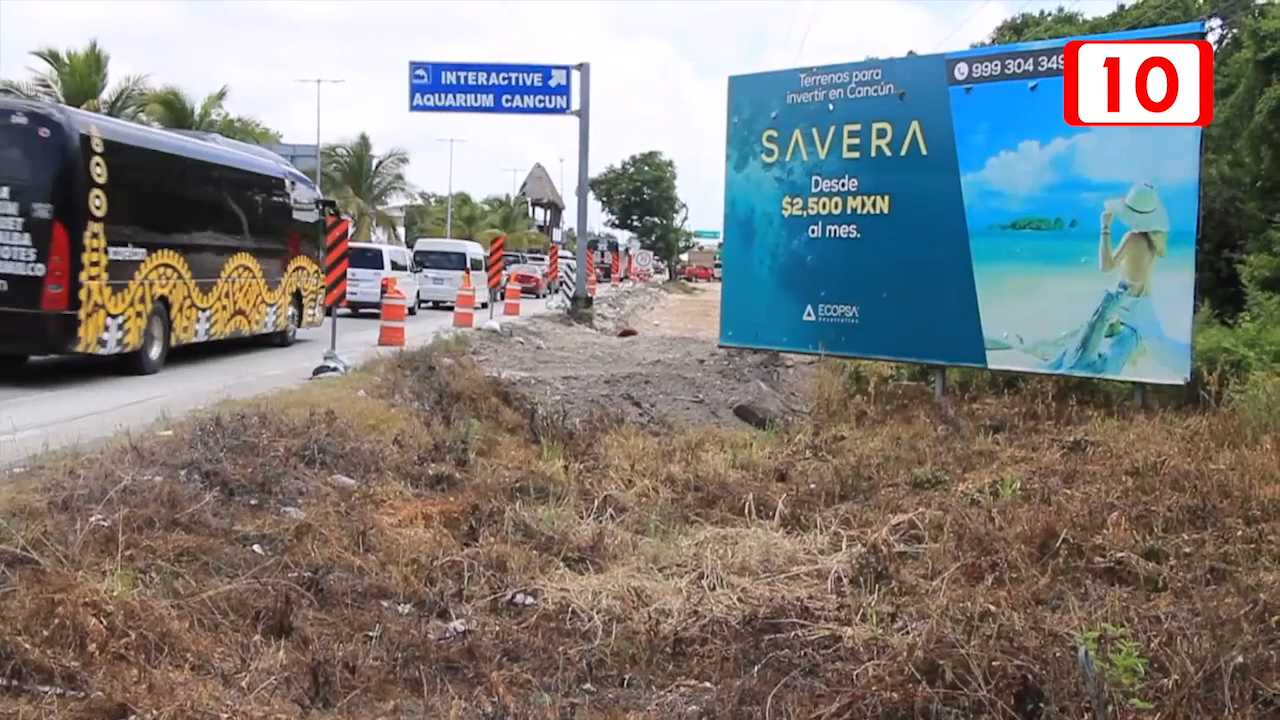 INTERACTIVE
AQUARIUM CANCUN
Terrenos para
invertir en Cancún
SAVERA
Desde
$2,500 MXN
al mes.
ECOPSA
999 304 349
10